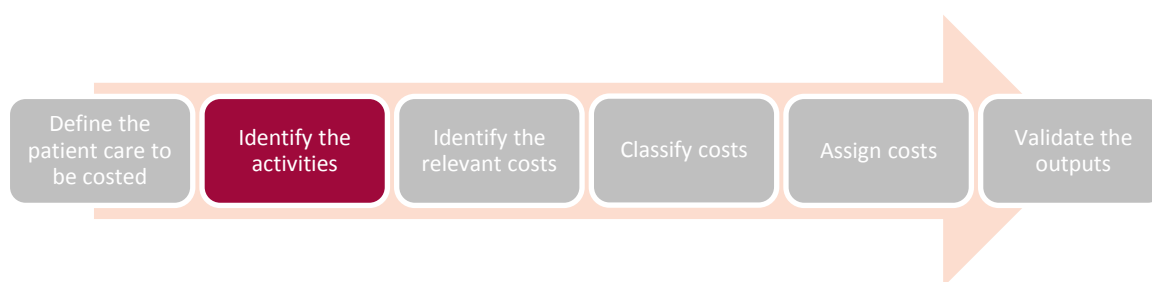 Define the
patient care to
be costed
Identify the
activities
Identify the
relevant costs
Classify costs
Assign costs
Validate the
outputs